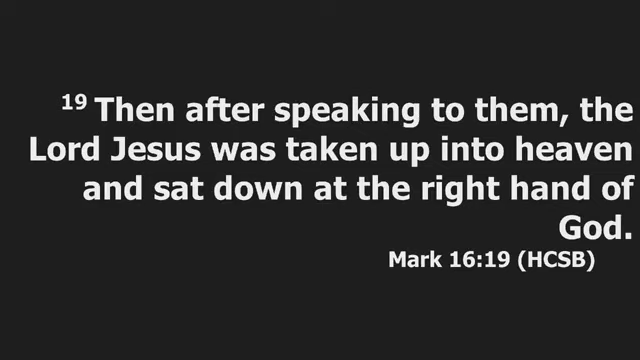 19 Then after speaking to them, the
Lord Jesus was taken up into heaven
and sat down at the right hand of
God.
Mark 16:19 (HCSB)